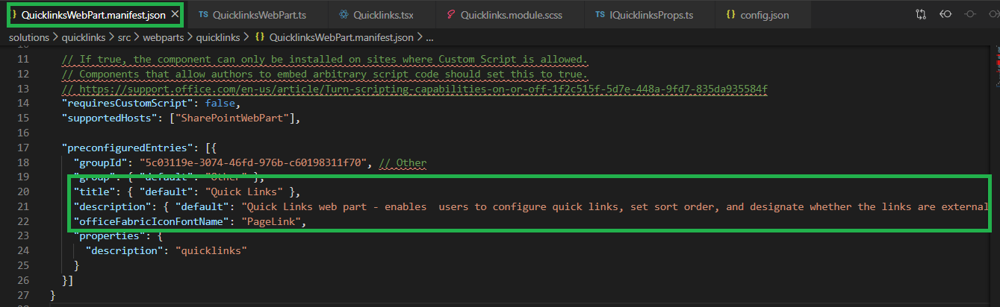 QuicklinksWebPart.manifest.json
TS QuicklinksWebPart.ts
Quicklinks.tsx
Quicklinks.module.scss
TS IQuicklinksProps.ts
{} config.json
solutions > quicklinks > src > webparts > quicklinks > {} QuicklinksWebPart.manifest.json > ...
11 // If true, the component can only be installed on sites where Custom Script is allowed.
12 // Components that allow authors to embed arbitrary script code should set this to true.
13 // https://support.office.com/en-us/article/Turn-scripting-capabilities-on-or-off-1f2c515f-5d7e-448a-9fd7-835da935584f
14 "requiresCustomScript": false,
15 "supportedHosts": ["SharePointWebPart"],
16
17 "preconfiguredEntries": [{
18 "groupId": "5c03119e-3074-46fd-976b-c60198311f70", // Other
19 "group": { "default": "Other" },
20 "title": { "default": "Quick Links" },
21 "description": { "default": "Quick Links web part - enables  users to configure quick links, set sort order, and designate whether the links are external
22 "officeFabricIconFontName": "PageLink",
23 "properties": {
24 "description": "quicklinks"
25 }
26 }]
27 }